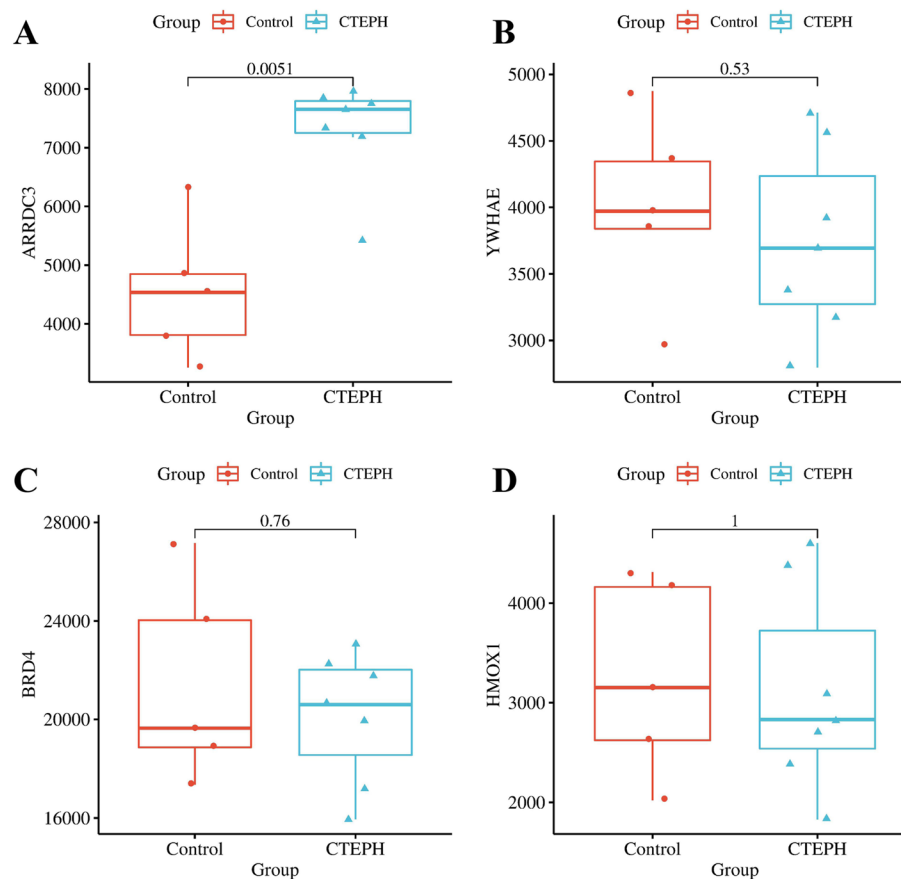 A
Group Control CTEPH
0.0051
8000
7000
6000
5000
4000
ARRDC3
Control CTEPH
Group
B
Group Control CTEPH
0.53
5000
4500
4000
3500
3000
YWHAE
Control CTEPH
Group
C
Group Control CTEPH
0.76
28000
24000
20000
16000
BRD4
Control CTEPH
Group
D
Group Control CTEPH
1
4000
3000
2000
HMOX1
Control CTEPH
Group